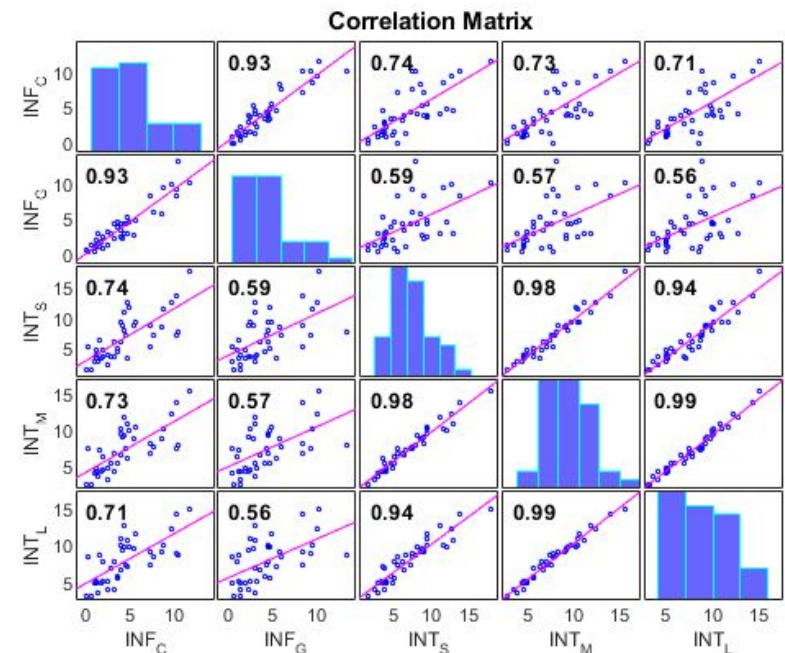 Correlation Matrix
INF_C 10 5 0 0.93 0.74 0.73 0.71
INF_G 10 5 0 0.93 0.59 0.57 0.56
INT_S 15 10 5 0.74 0.59 0.98 0.94
INT_M 15 10 5 0.73 0.57 0.98 0.99
INT_L 15 10 5 0.71 0.56 0.94 0.99
0 5 10 0 5 10 5 10 15 5 10 15 5 10 15
INF_C INF_G INT_S INT_M INT_L